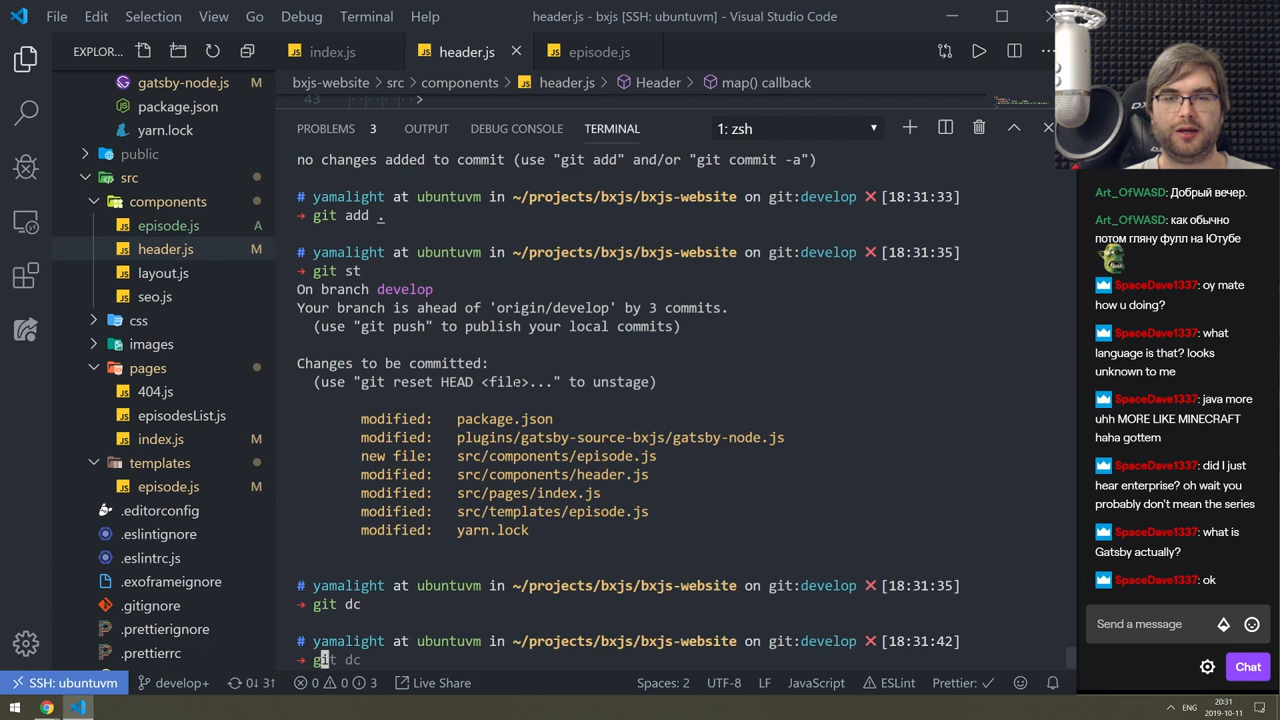 File Edit Selection View Go Debug Terminal Help
header.js - bxjs [SSH: ubuntuvm] - Visual Studio Code
EXPLOR...
index.js header.js episode.js
gatsby-node.js M
package.json
yarn.lock
public
src
components
episode.js A
header.js M
layout.js
seo.js
css
images
pages
404.js
episodesList.js
index.js M
templates
episode.js M
.editorconfig
.eslintignore
.eslintrc.js
.exoframeignore
.gitignore
.prettierignore
.prettierrc
bxjs-website > src > components > header.js > Header > map() callback
43 >
PROBLEMS 3 OUTPUT DEBUG CONSOLE TERMINAL 1: zsh
no changes added to commit (use "git add" and/or "git commit -a")
# yamalight at ubuntuvm in ~/projects/bxjs/bxjs-website on git:develop ❌ [18:31:33]
→ git add .
# yamalight at ubuntuvm in ~/projects/bxjs/bxjs-website on git:develop ❌ [18:31:35]
→ git st
On branch develop
Your branch is ahead of 'origin/develop' by 3 commits.
(use "git push" to publish your local commits)
Changes to be committed:
(use "git reset HEAD <file>..." to unstage)
modified: package.json
modified: plugins/gatsby-source-bxjs/gatsby-node.js
new file: src/components/episode.js
modified: src/components/header.js
modified: src/pages/index.js
modified: src/templates/episode.js
modified: yarn.lock
# yamalight at ubuntuvm in ~/projects/bxjs/bxjs-website on git:develop ❌ [18:31:35]
→ git dc
# yamalight at ubuntuvm in ~/projects/bxjs/bxjs-website on git:develop ❌ [18:31:42]
→ git dc
Art_OfWASD: Добрый вечер.
Art_OfWASD: как обычно
потом гляну фулл на Ютубе
SpaceDave1337: oy mate
how u doing?
SpaceDave1337: what
language is that? looks
unknown to me
SpaceDave1337: java more
uhh MORE LIKE MINECRAFT
haha gottem
SpaceDave1337: did I just
hear enterprise? oh wait you
probably don't mean the series
SpaceDave1337: what is
Gatsby actually?
SpaceDave1337: ok
Send a message
Chat
SSH: ubuntuvm develop+ 0↓ 3↑ 0 0 3 Live Share Spaces: 2 UTF-8 LF JavaScript ESLint Prettier: ✓
ENG 20:31
2019-10-11